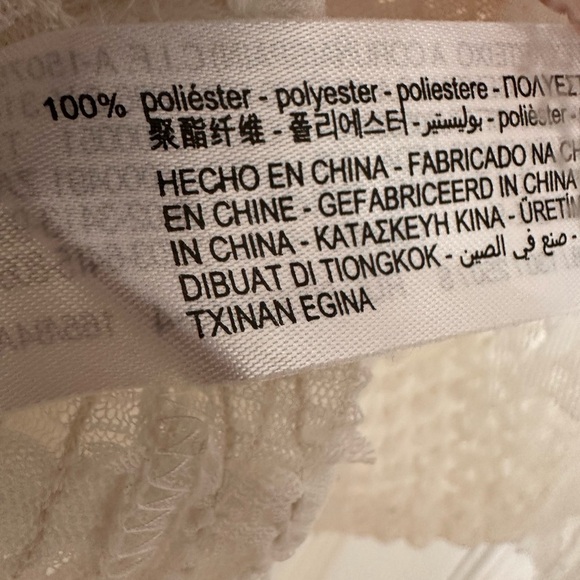 100% poliéster - polyester - poliestere - ΠΟΛΥΕΣΤ
聚酯纤维 - 폴리에스터 - بوليستير - polièster -
HECHO EN CHINA - FABRICADO NA CH
EN CHINE - GEFABRICEERD IN CHINA
IN CHINA - ΚΑΤΑΣΚΕΥΗ ΚΙΝΑ - ÜRETİM
DIBUAT DI TIONGKOK - صنع في الصين -
TXINAN EGINA